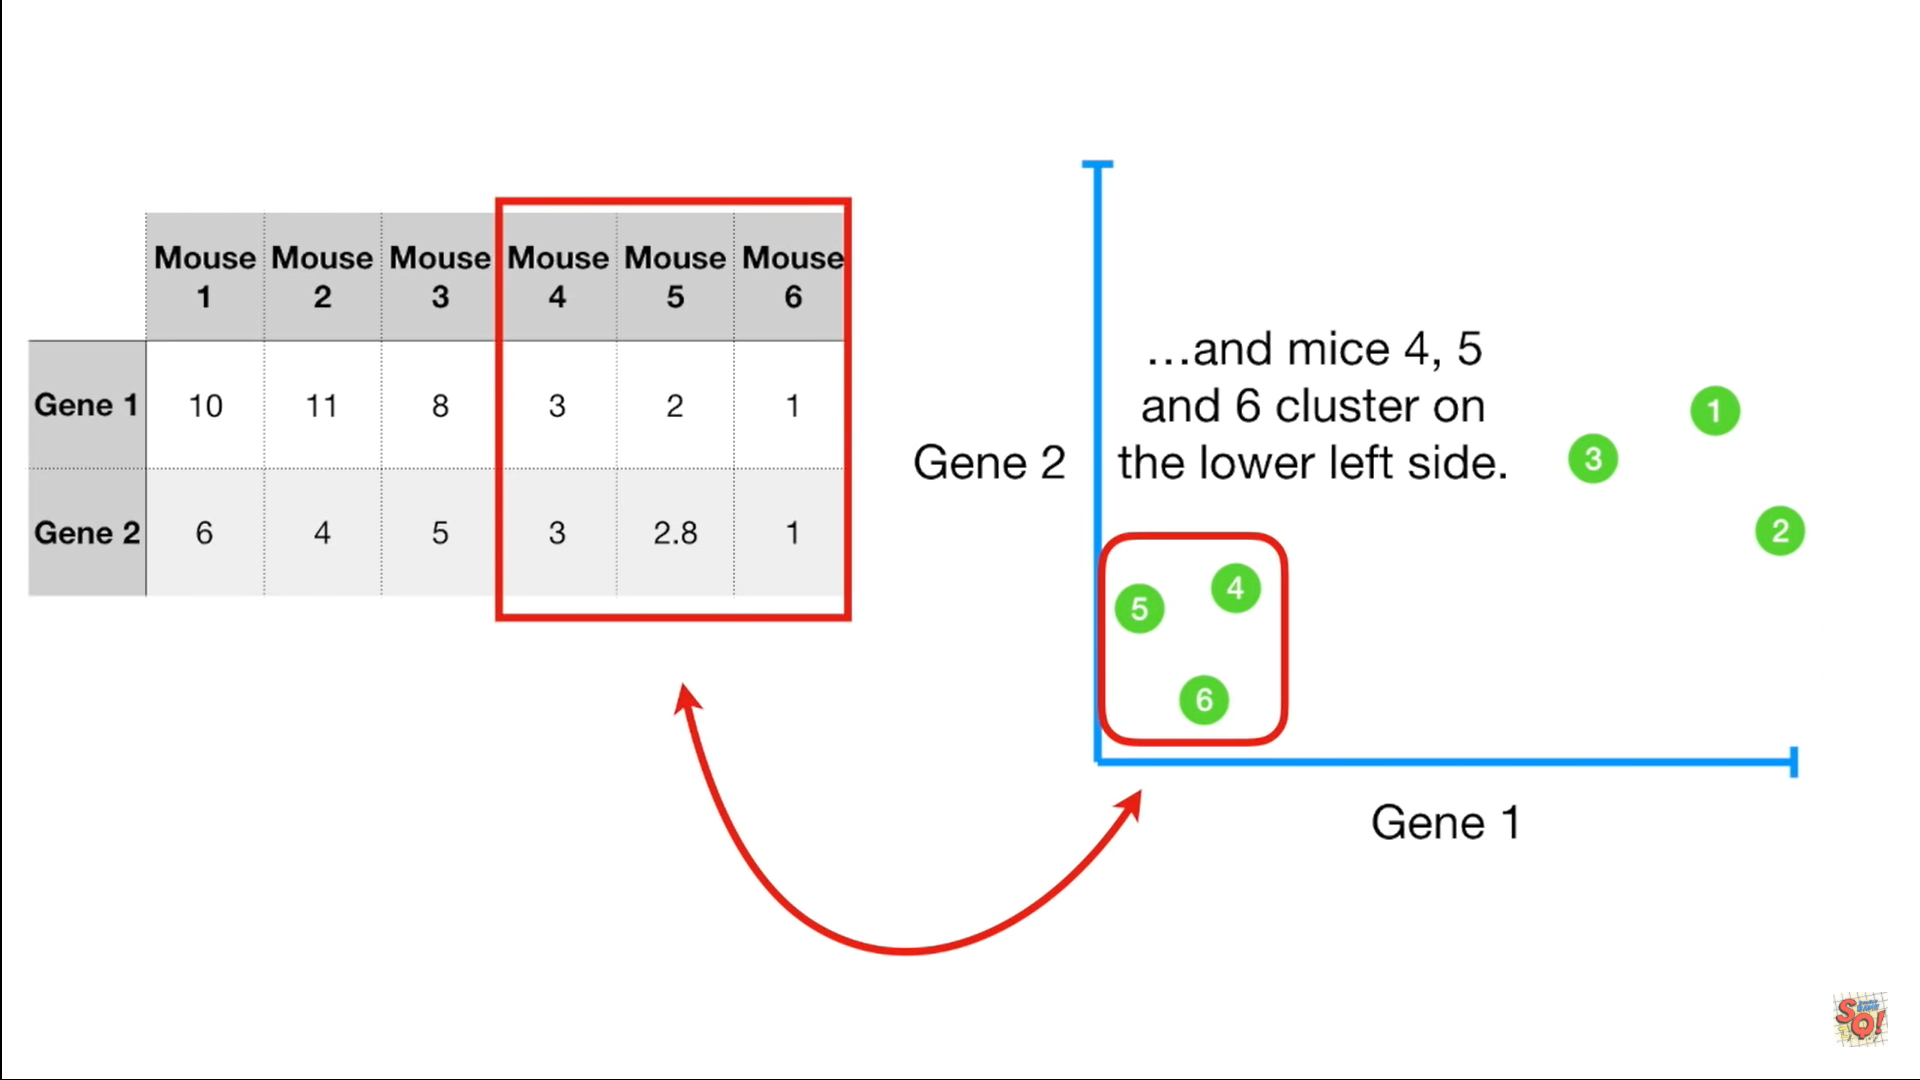 Mouse 1 Mouse 2 Mouse 3 Mouse 4 Mouse 5 Mouse 6
Gene 1 10 11 8 3 2 1
Gene 2 6 4 5 3 2.8 1
…and mice 4, 5
and 6 cluster on
the lower left side.
Gene 2
1
3
2
4
5
6
Gene 1
SQ!